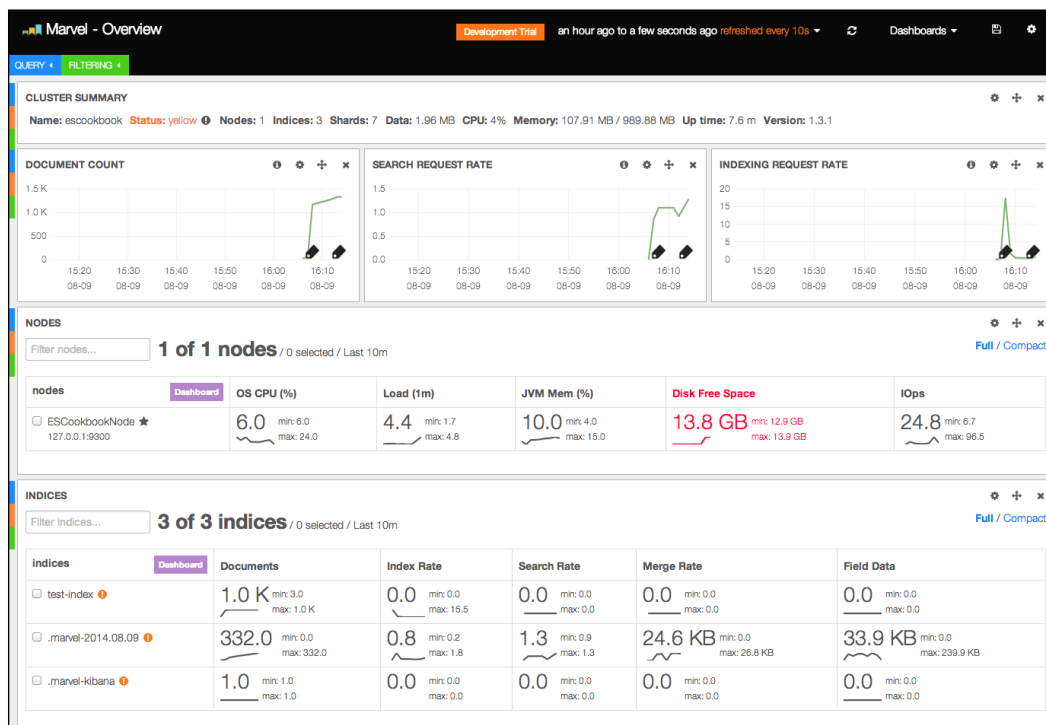 Marvel - Overview
Development Trial an hour ago to a few seconds ago refreshed every 10s Dashboards
QUERY FILTERING
CLUSTER SUMMARY
Name: escookbook Status: yellow Nodes: 1 Indices: 3 Shards: 7 Data: 1.96 MB CPU: 4% Memory: 107.91 MB / 989.88 MB Up time: 7.6 m Version: 1.3.1
DOCUMENT COUNT
1.5 K
1.0 K
500
0
15:20 15:30 15:40 15:50 16:00 16:10
08-09 08-09 08-09 08-09 08-09 08-09
SEARCH REQUEST RATE
1.5
1.0
0.5
0.0
15:20 15:30 15:40 15:50 16:00 16:10
08-09 08-09 08-09 08-09 08-09 08-09
INDEXING REQUEST RATE
20
15
10
5
0
15:20 15:30 15:40 15:50 16:00 16:10
08-09 08-09 08-09 08-09 08-09 08-09
NODES
Filter nodes... 1 of 1 nodes / 0 selected / Last 10m Full / Compact
nodes Dashboard OS CPU (%) Load (1m) JVM Mem (%) Disk Free Space IOps
ESCookbookNode 6.0 min: 6.0 4.4 min: 1.7 10.0 min: 4.0 13.8 GB min: 12.9 GB 24.8 min: 6.7
127.0.0.1:9300 max: 24.0 max: 4.8 max: 15.0 max: 13.9 GB max: 96.5
INDICES
Filter indices... 3 of 3 indices / 0 selected / Last 10m Full / Compact
indices Dashboard Documents Index Rate Search Rate Merge Rate Field Data
test-index 1.0 K min: 3.0 0.0 min: 0.0 0.0 min: 0.0 0.0 min: 0.0 0.0 min: 0.0
max: 1.0 K max: 15.5 max: 0.0 max: 0.0 max: 0.0
.marvel-2014.08.09 332.0 min: 0.0 0.8 min: 0.2 1.3 min: 0.9 24.6 KB min: 0.0 33.9 KB min: 0.0
max: 332.0 max: 1.8 max: 1.3 max: 26.8 KB max: 239.9 KB
.marvel-kibana 1.0 min: 1.0 0.0 min: 0.0 0.0 min: 0.0 0.0 min: 0.0 0.0 min: 0.0
max: 1.0 max: 0.0 max: 0.0 max: 0.0 max: 0.0